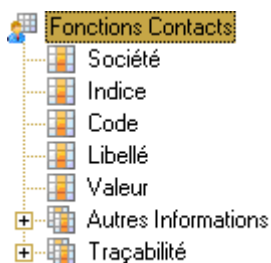 Fonctions Contacts
Société
Indice
Code
Libellé
Valeur
Autres Informations
Traçabilité